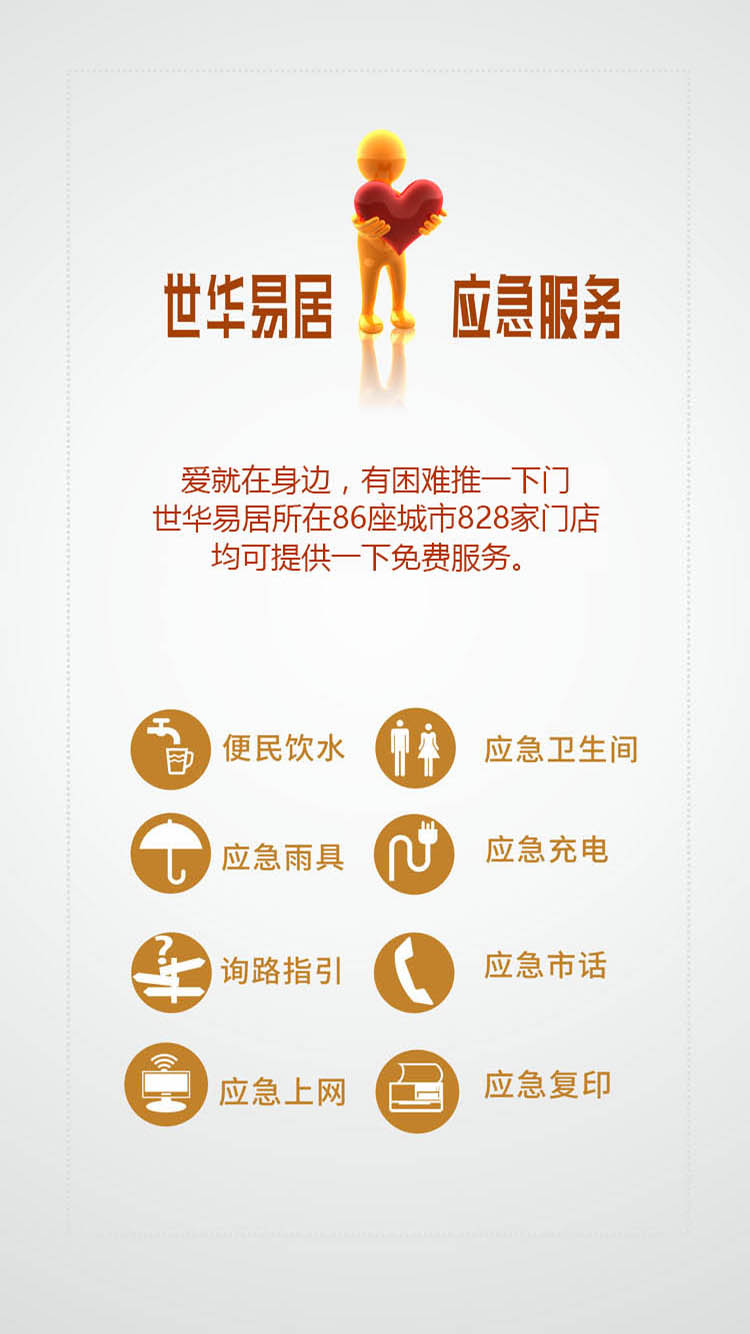 世华易居 应急服务
爱就在身边，有困难推一下门
世华易居所在86座城市828家门店
均可提供一下免费服务。
便民饮水 应急卫生间
应急雨具 应急充电
询路指引 应急市话
应急上网 应急复印